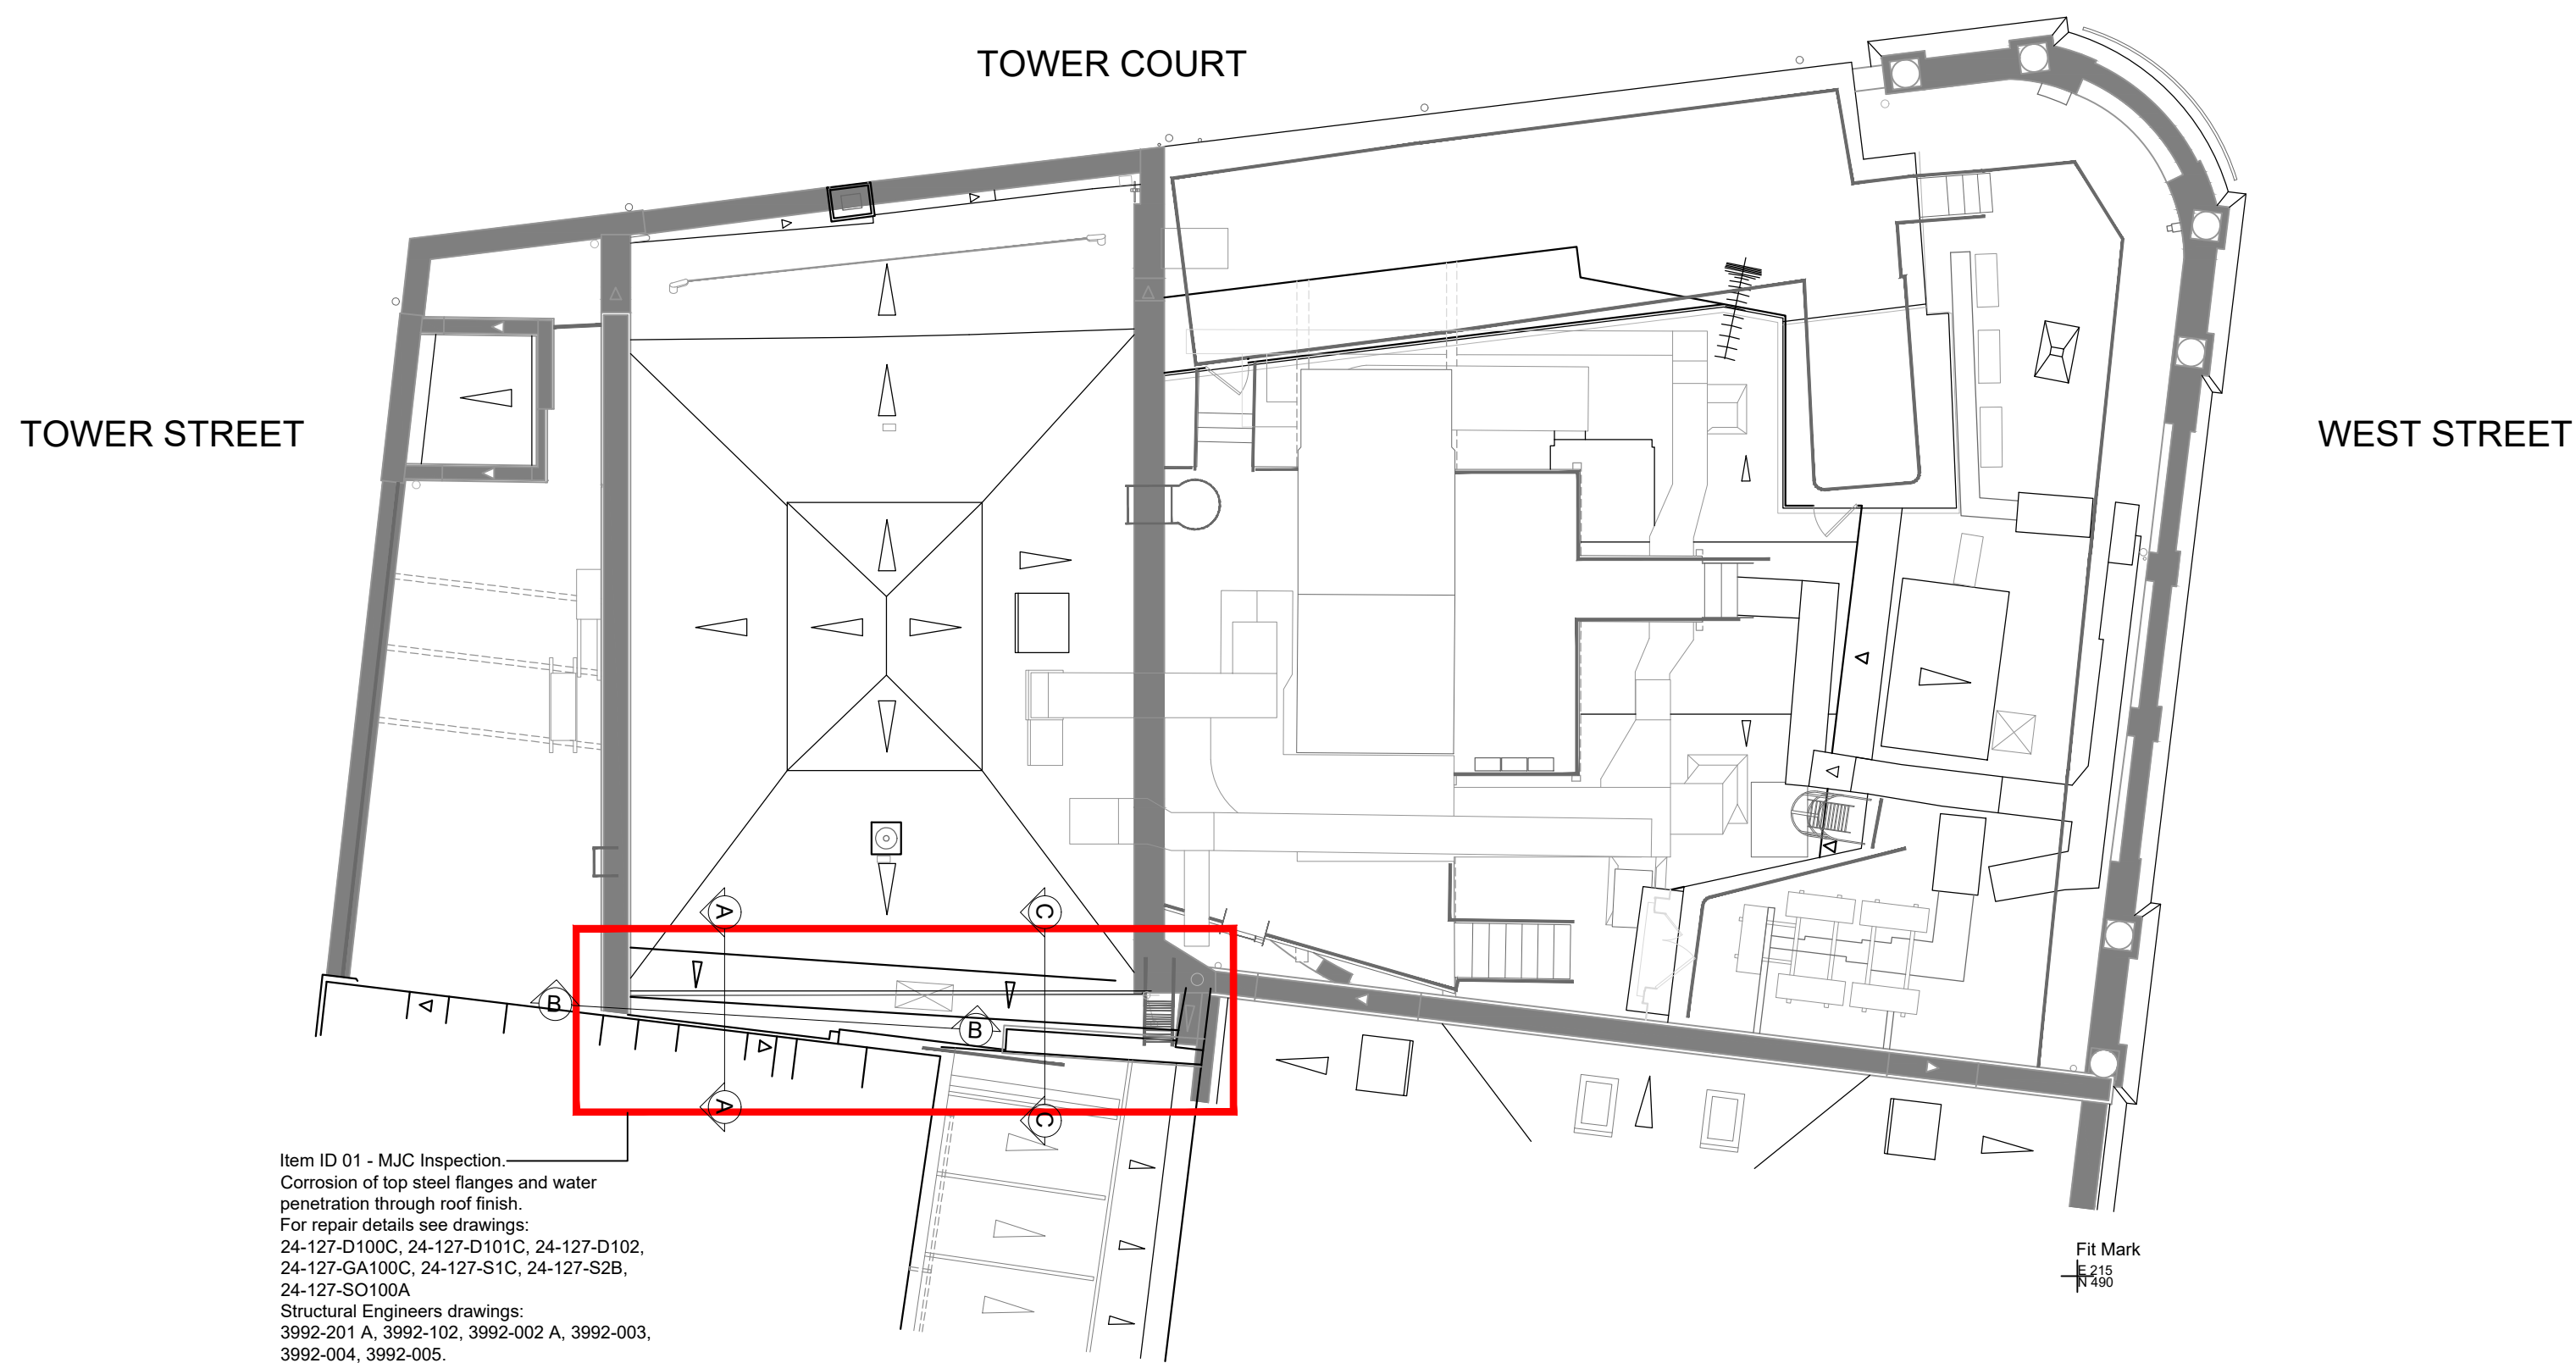 TOWER COURT
TOWER STREET
WEST STREET
A
C
B
B
A
C
Item ID 01 - MJC Inspection.
Corrosion of top steel flanges and water
penetration through roof finish.
For repair details see drawings:
24-127-D100C, 24-127-D101C, 24-127-D102,
24-127-GA100C, 24-127-S1C, 24-127-S2B,
24-127-SO100A
Structural Engineers drawings:
3992-201 A, 3992-102, 3992-002 A, 3992-003,
3992-004, 3992-005.
Fit Mark
E 215
N 490